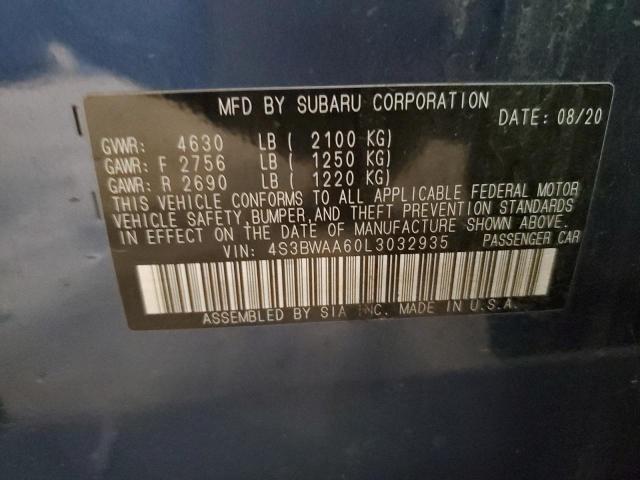 MFD BY SUBARU CORPORATION
DATE: 08/20
GVWR: 4630 LB ( 2100 KG)
GAWR: F 2756 LB ( 1250 KG)
GAWR: R 2690 LB ( 1220 KG)
THIS VEHICLE CONFORMS TO ALL APPLICABLE FEDERAL MOTOR
VEHICLE SAFETY, BUMPER, AND THEFT PREVENTION STANDARDS
IN EFFECT ON THE DATE OF MANUFACTURE SHOWN ABOVE.
VIN: 4S3BWAA60L3032935 PASSENGER CAR
ASSEMBLED BY SIA INC. MADE IN U.S.A.